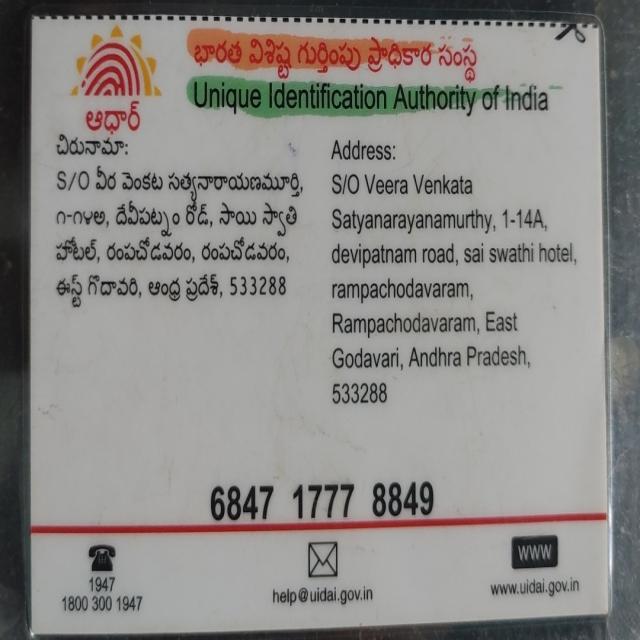 భారత విశిష్ట గుర్తింపు ప్రాధికార సంస్థ
Unique Identification Authority of India
ఆధార్
చిరునామా:
S/O వీర వెంకట సత్యనారాయణమూర్తి,
౧-౧౪అ, దేవీపట్నం రోడ్, సాయి స్వాతి
హోటల్, రంపచోడవరం, రంపచోడవరం,
ఈస్ట్ గోదావరి, ఆంధ్ర ప్రదేశ్, 533288
Address:
S/O Veera Venkata
Satyanarayanamurthy, 1-14A,
devipatnam road, sai swathi hotel,
rampachodavaram,
Rampachodavaram, East
Godavari, Andhra Pradesh,
533288
6847 1777 8849
1947
1800 300 1947
help@uidai.gov.in
WWW
www.uidai.gov.in